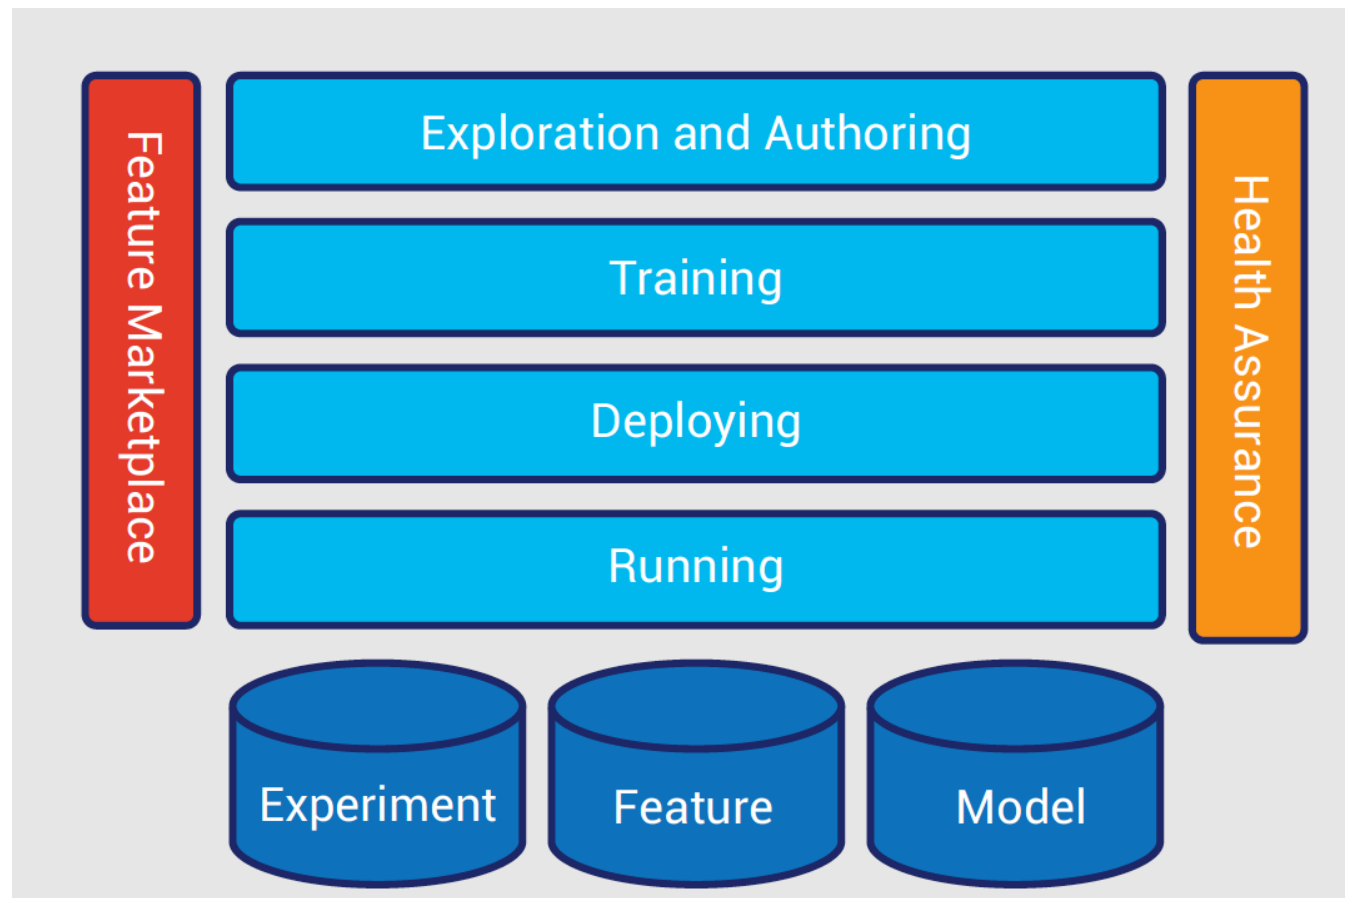 Feature Marketplace
Exploration and Authoring
Training
Deploying
Running
Health Assurance
Experiment
Feature
Model